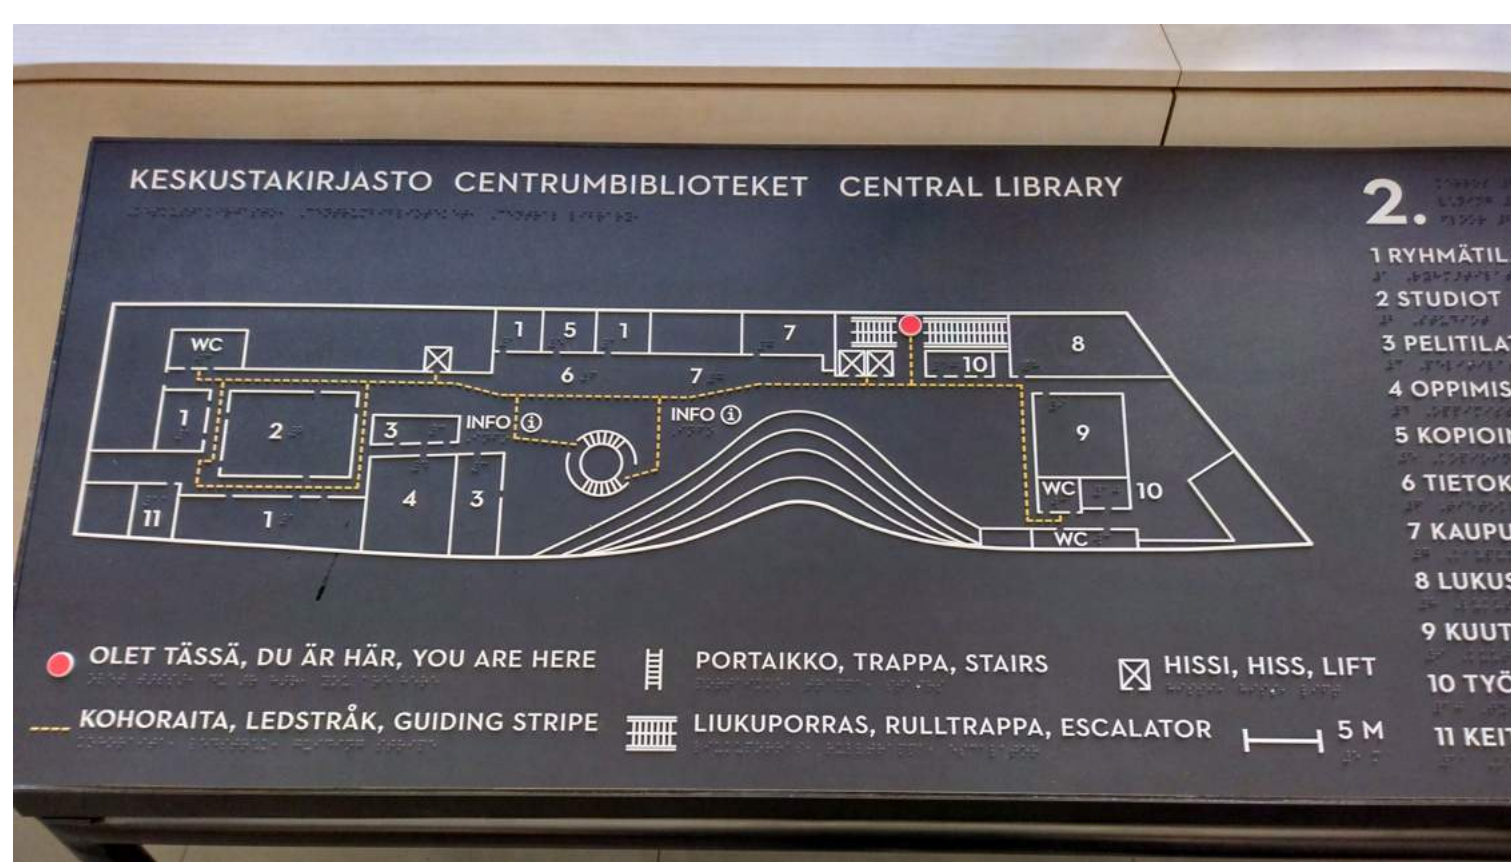 KESKUSTAKIRJASTO CENTRUMBIBLIOTEKET CENTRAL LIBRARY
2.
1 RYHMÄTIL
2 STUDIOT
3 PELITILA
4 OPPIMIS
5 KOPIOI
6 TIETOK
7 KAUPU
8 LUKUS
9 KUUT
10 TYÖ
11 KEIT
1 5 1 7 8
WC
10
6 7
1 2 3 INFO i INFO i 9
4 3 WC 10
11 1
WC
OLET TÄSSÄ, DU ÄR HÄR, YOU ARE HERE
PORTAIKKO, TRAPPA, STAIRS
HISSI, HISS, LIFT
KOHORAITA, LEDSTRÅK, GUIDING STRIPE
LIUKUPORRAS, RULLTRAPPA, ESCALATOR
5 M